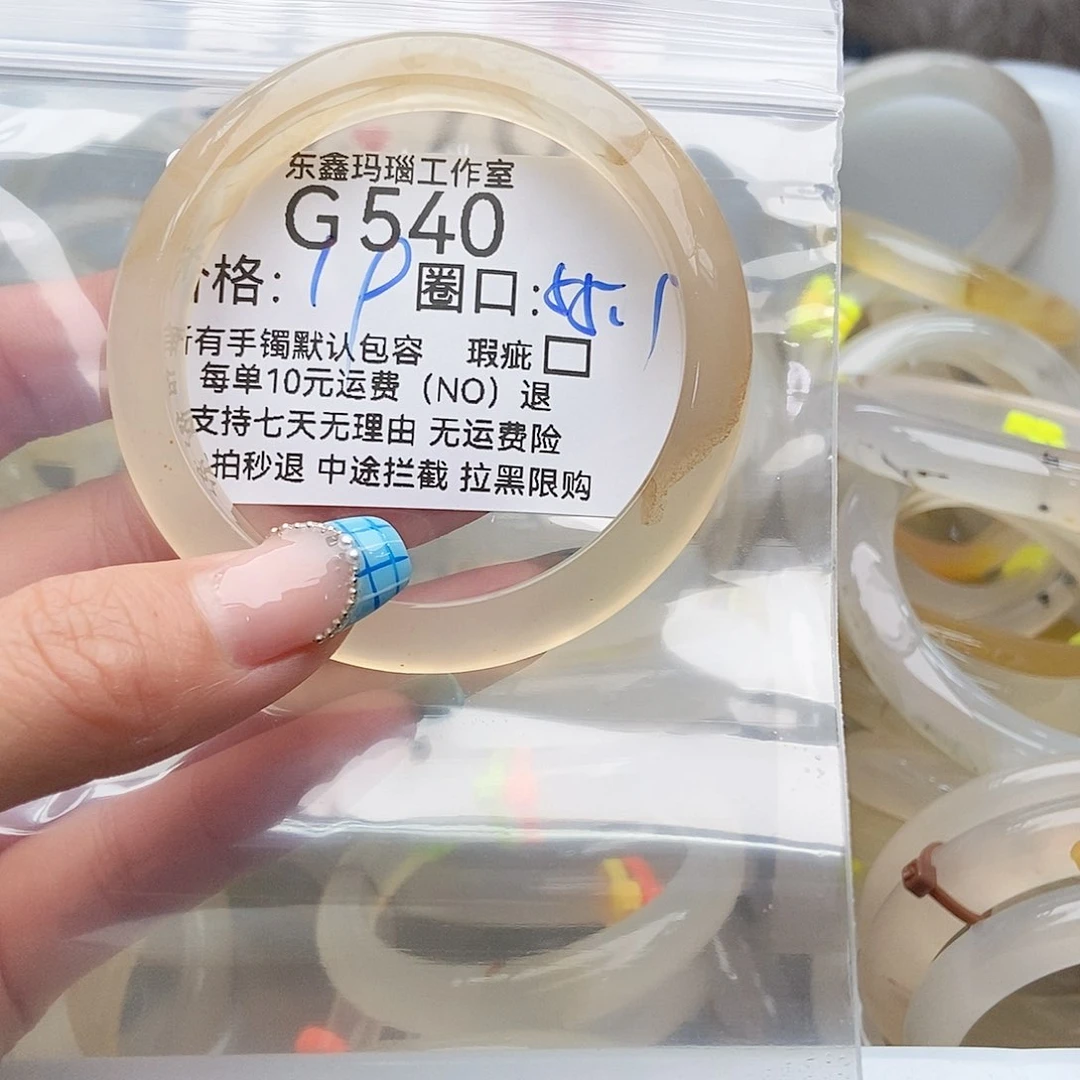 东鑫玛瑙工作室
G 540
格: 圈口:
有手镯默认包容 瑕疵
每单10元运费（NO）退
支持七天无理由 无运费险
拍秒退 中途拦截 拉黑限购